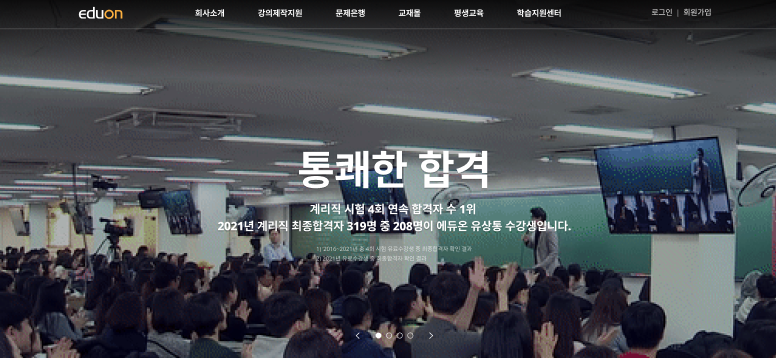 eduon
회사소개 강의제작지원 문제은행 교재몰 평생교육 학습지원센터
로그인 | 회원가입
통쾌한 합격
계리직 시험 4회 연속 합격자 수 1위
2021년 계리직 최종합격자 319명 중 208명이 에듀온 유상통 수강생입니다.